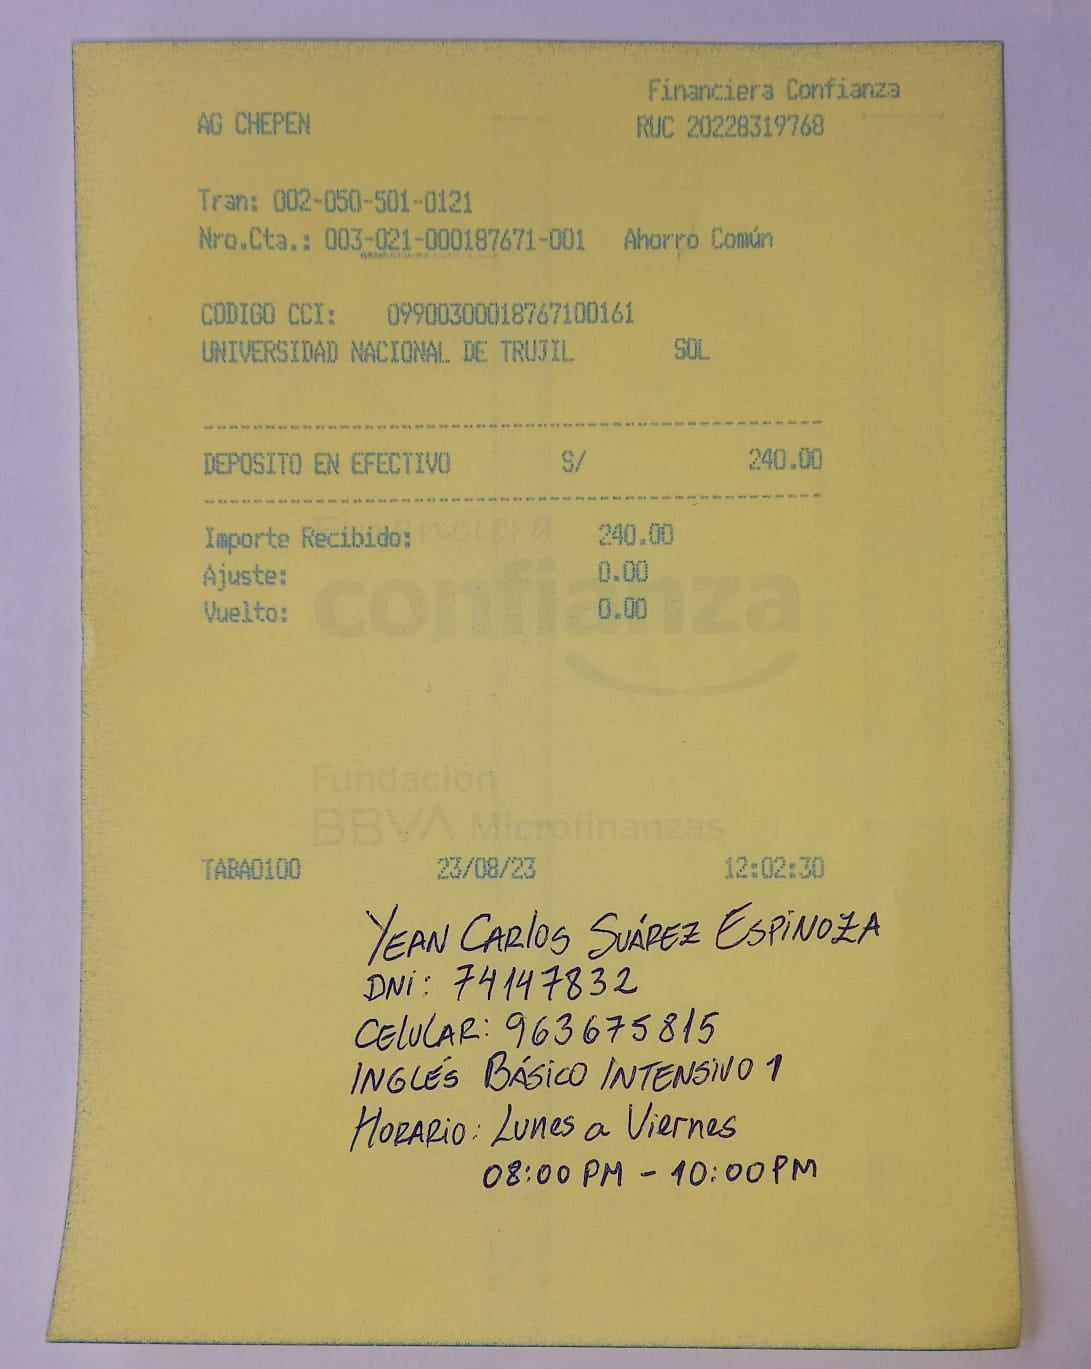 Financiera Confianza
AG CHEPEN RUC 20228319768
Tran: 002-050-501-0121
Nro.Cta.: 003-021-000187671-001 Ahorro Común
CODIGO CCI: 09900300018767100161
UNIVERSIDAD NACIONAL DE TRUJIL SOL
DEPOSITO EN EFECTIVO S/ 240.00
Importe Recibido: 240.00
Ajuste: 0.00
Vuelto: 0.00
confianza
Fundación
BBVA Microfinanzas
TABA0100 23/08/23 12:02:30
YEAN CARlOS SUÁREZ ESPiNOZA
DNi: 74147832
CElULAR: 963675815
INGLÉS BÁSICO INTENSIVO 1
HORARiO: LUnes a Viernes
08:00 PM - 10:00 PM